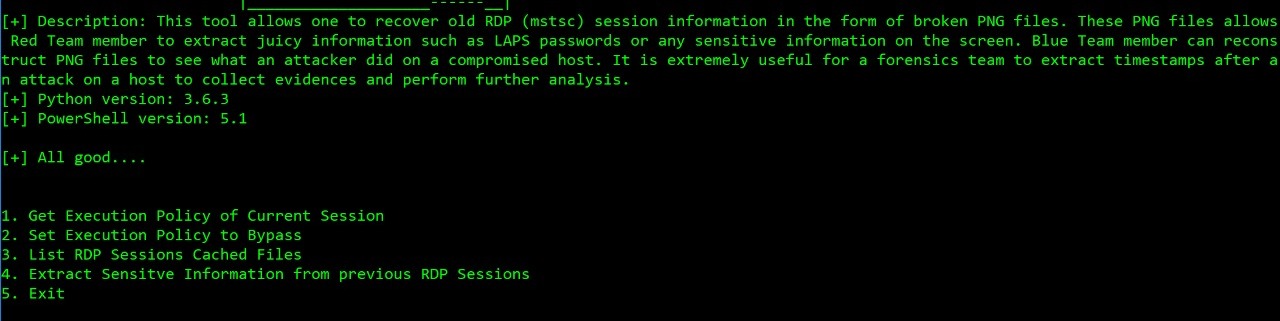 [+] Description: This tool allows one to recover old RDP (mstsc) session information in the form of broken PNG files. These PNG files allows
 Red Team member to extract juicy information such as LAPS passwords or any sensitive information on the screen. Blue Team member can recons
truct PNG files to see what an attacker did on a compromised host. It is extremely useful for a forensics team to extract timestamps after a
n attack on a host to collect evidences and perform further analysis.
[+] Python version: 3.6.3
[+] PowerShell version: 5.1
[+] All good....
1. Get Execution Policy of Current Session
2. Set Execution Policy to Bypass
3. List RDP Sessions Cached Files
4. Extract Sensitve Information from previous RDP Sessions
5. Exit